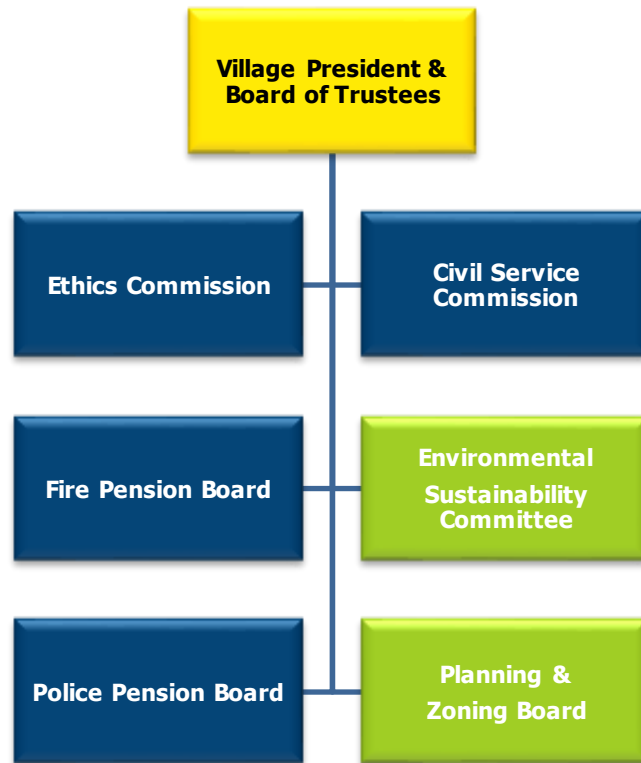 Village President &
Board of Trustees
Ethics Commission
Civil Service
Commission
Fire Pension Board
Environmental
Sustainability
Committee
Police Pension Board
Planning &
Zoning Board